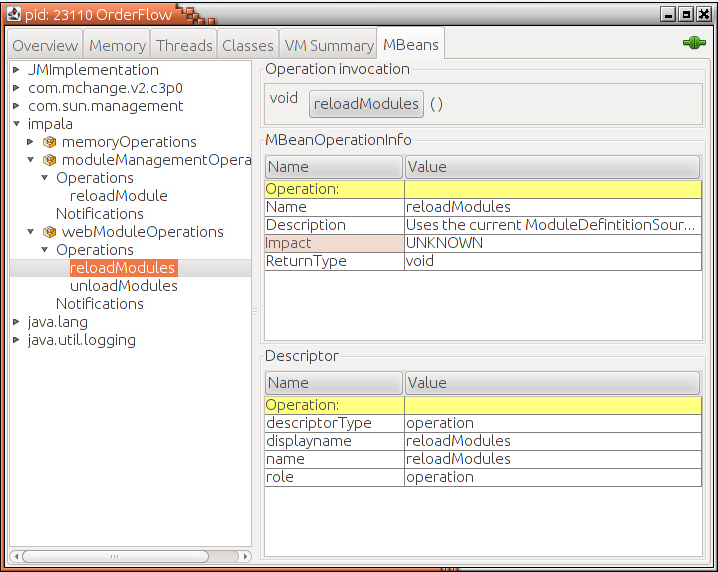 pid: 23110 OrderFlow
Overview Memory Threads Classes VM Summary MBeans
JMImplementation
com.mchange.v2.c3p0
com.sun.management
impala
memoryOperations
moduleManagementOpera
Operations
reloadModule
Notifications
webModuleOperations
Operations
reloadModules
unloadModules
Notifications
java.lang
java.util.logging
Operation invocation
void reloadModules ( )
MBeanOperationInfo
Name Value
Operation:
Name reloadModules
Description Uses the current ModuleDefintitionSour...
Impact UNKNOWN
ReturnType void
Descriptor
Name Value
Operation:
descriptorType operation
displayname reloadModules
name reloadModules
role operation